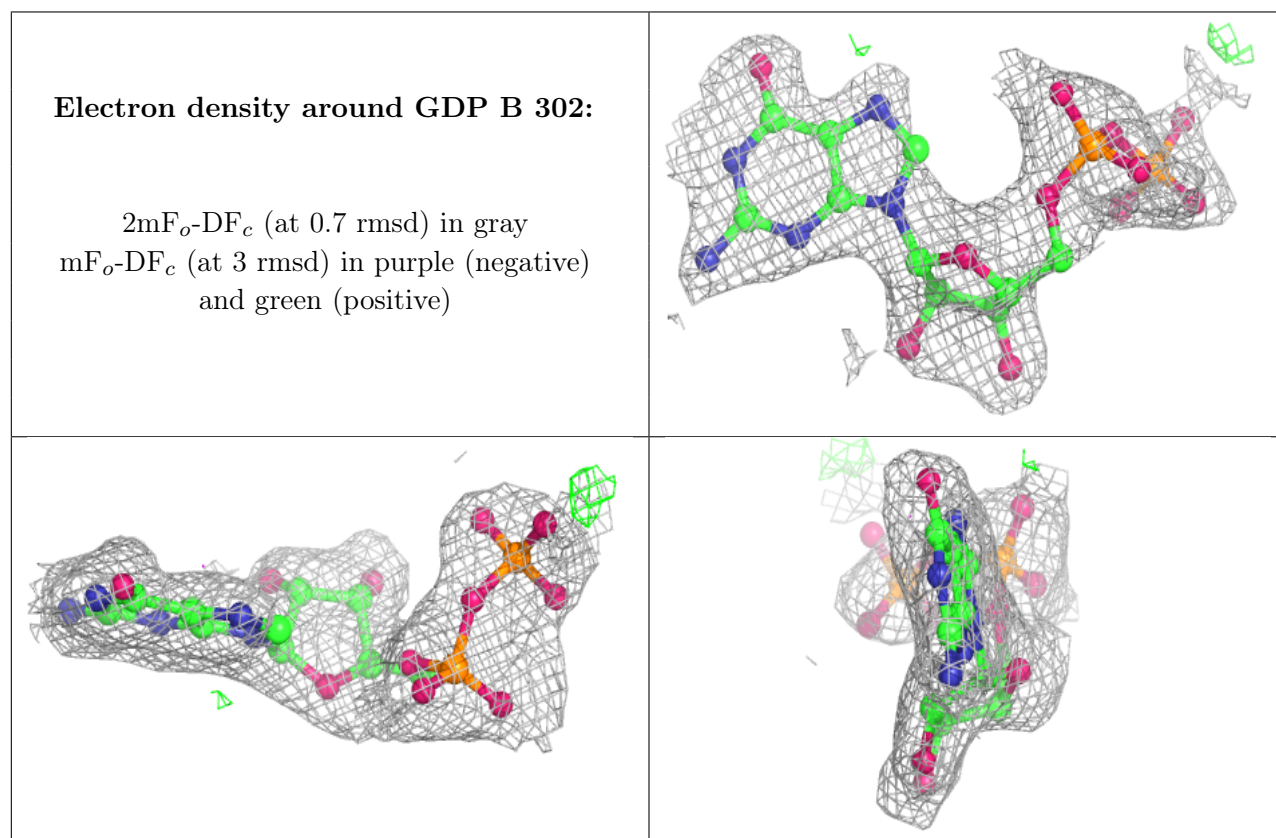 Electron density around GDP B 302:
2mFo-DFc (at 0.7 rmsd) in gray
mFo-DFc (at 3 rmsd) in purple (negative)
and green (positive)